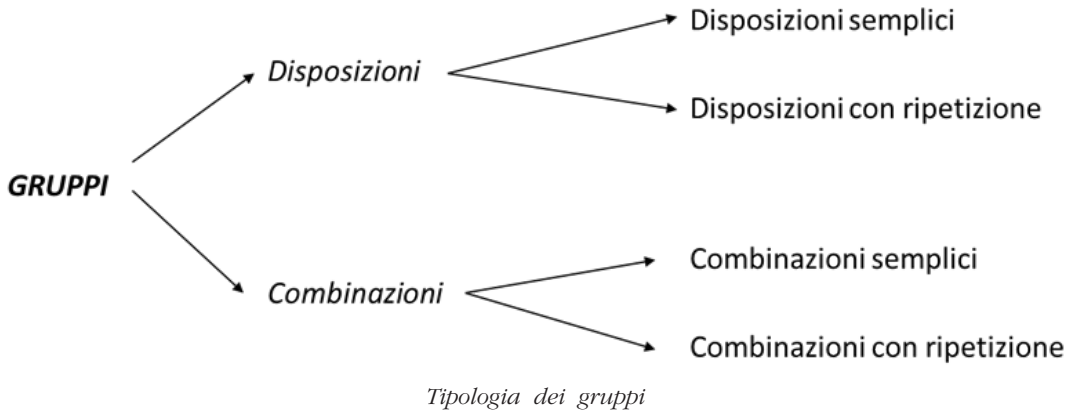 Disposizioni semplici
Disposizioni
Disposizioni con ripetizione
GRUPPI
Combinazioni semplici
Combinazioni
Combinazioni con ripetizione
Tipologia dei gruppi